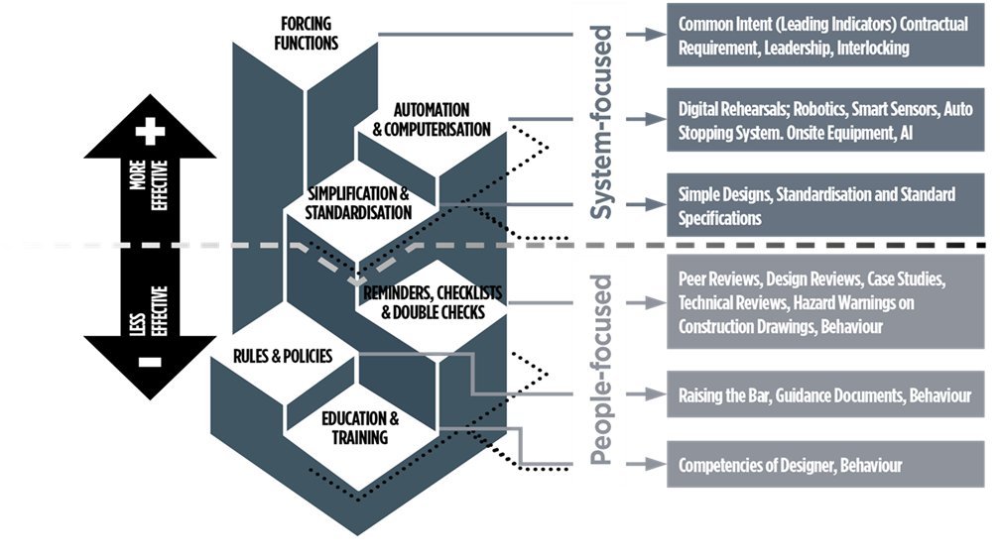 FORCING
FUNCTIONS
Common Intent (Leading Indicators) Contractual
Requirement, Leadership, Interlocking
AUTOMATION
& COMPUTERISATION
Digital Rehearsals; Robotics, Smart Sensors, Auto
Stopping System. Onsite Equipment, AI
SIMPLIFICATION &
STANDARDISATION
Simple Designs, Standardisation and Standard
Specifications
System-focused
+
MORE
EFFECTIVE
LESS
EFFECTIVE
-
REMINDERS, CHECKLISTS
& DOUBLE CHECKS
Peer Reviews, Design Reviews, Case Studies,
Technical Reviews, Hazard Warnings on
Construction Drawings, Behaviour
People-focused
RULES & POLICIES
Raising the Bar, Guidance Documents, Behaviour
EDUCATION &
TRAINING
Competencies of Designer, Behaviour